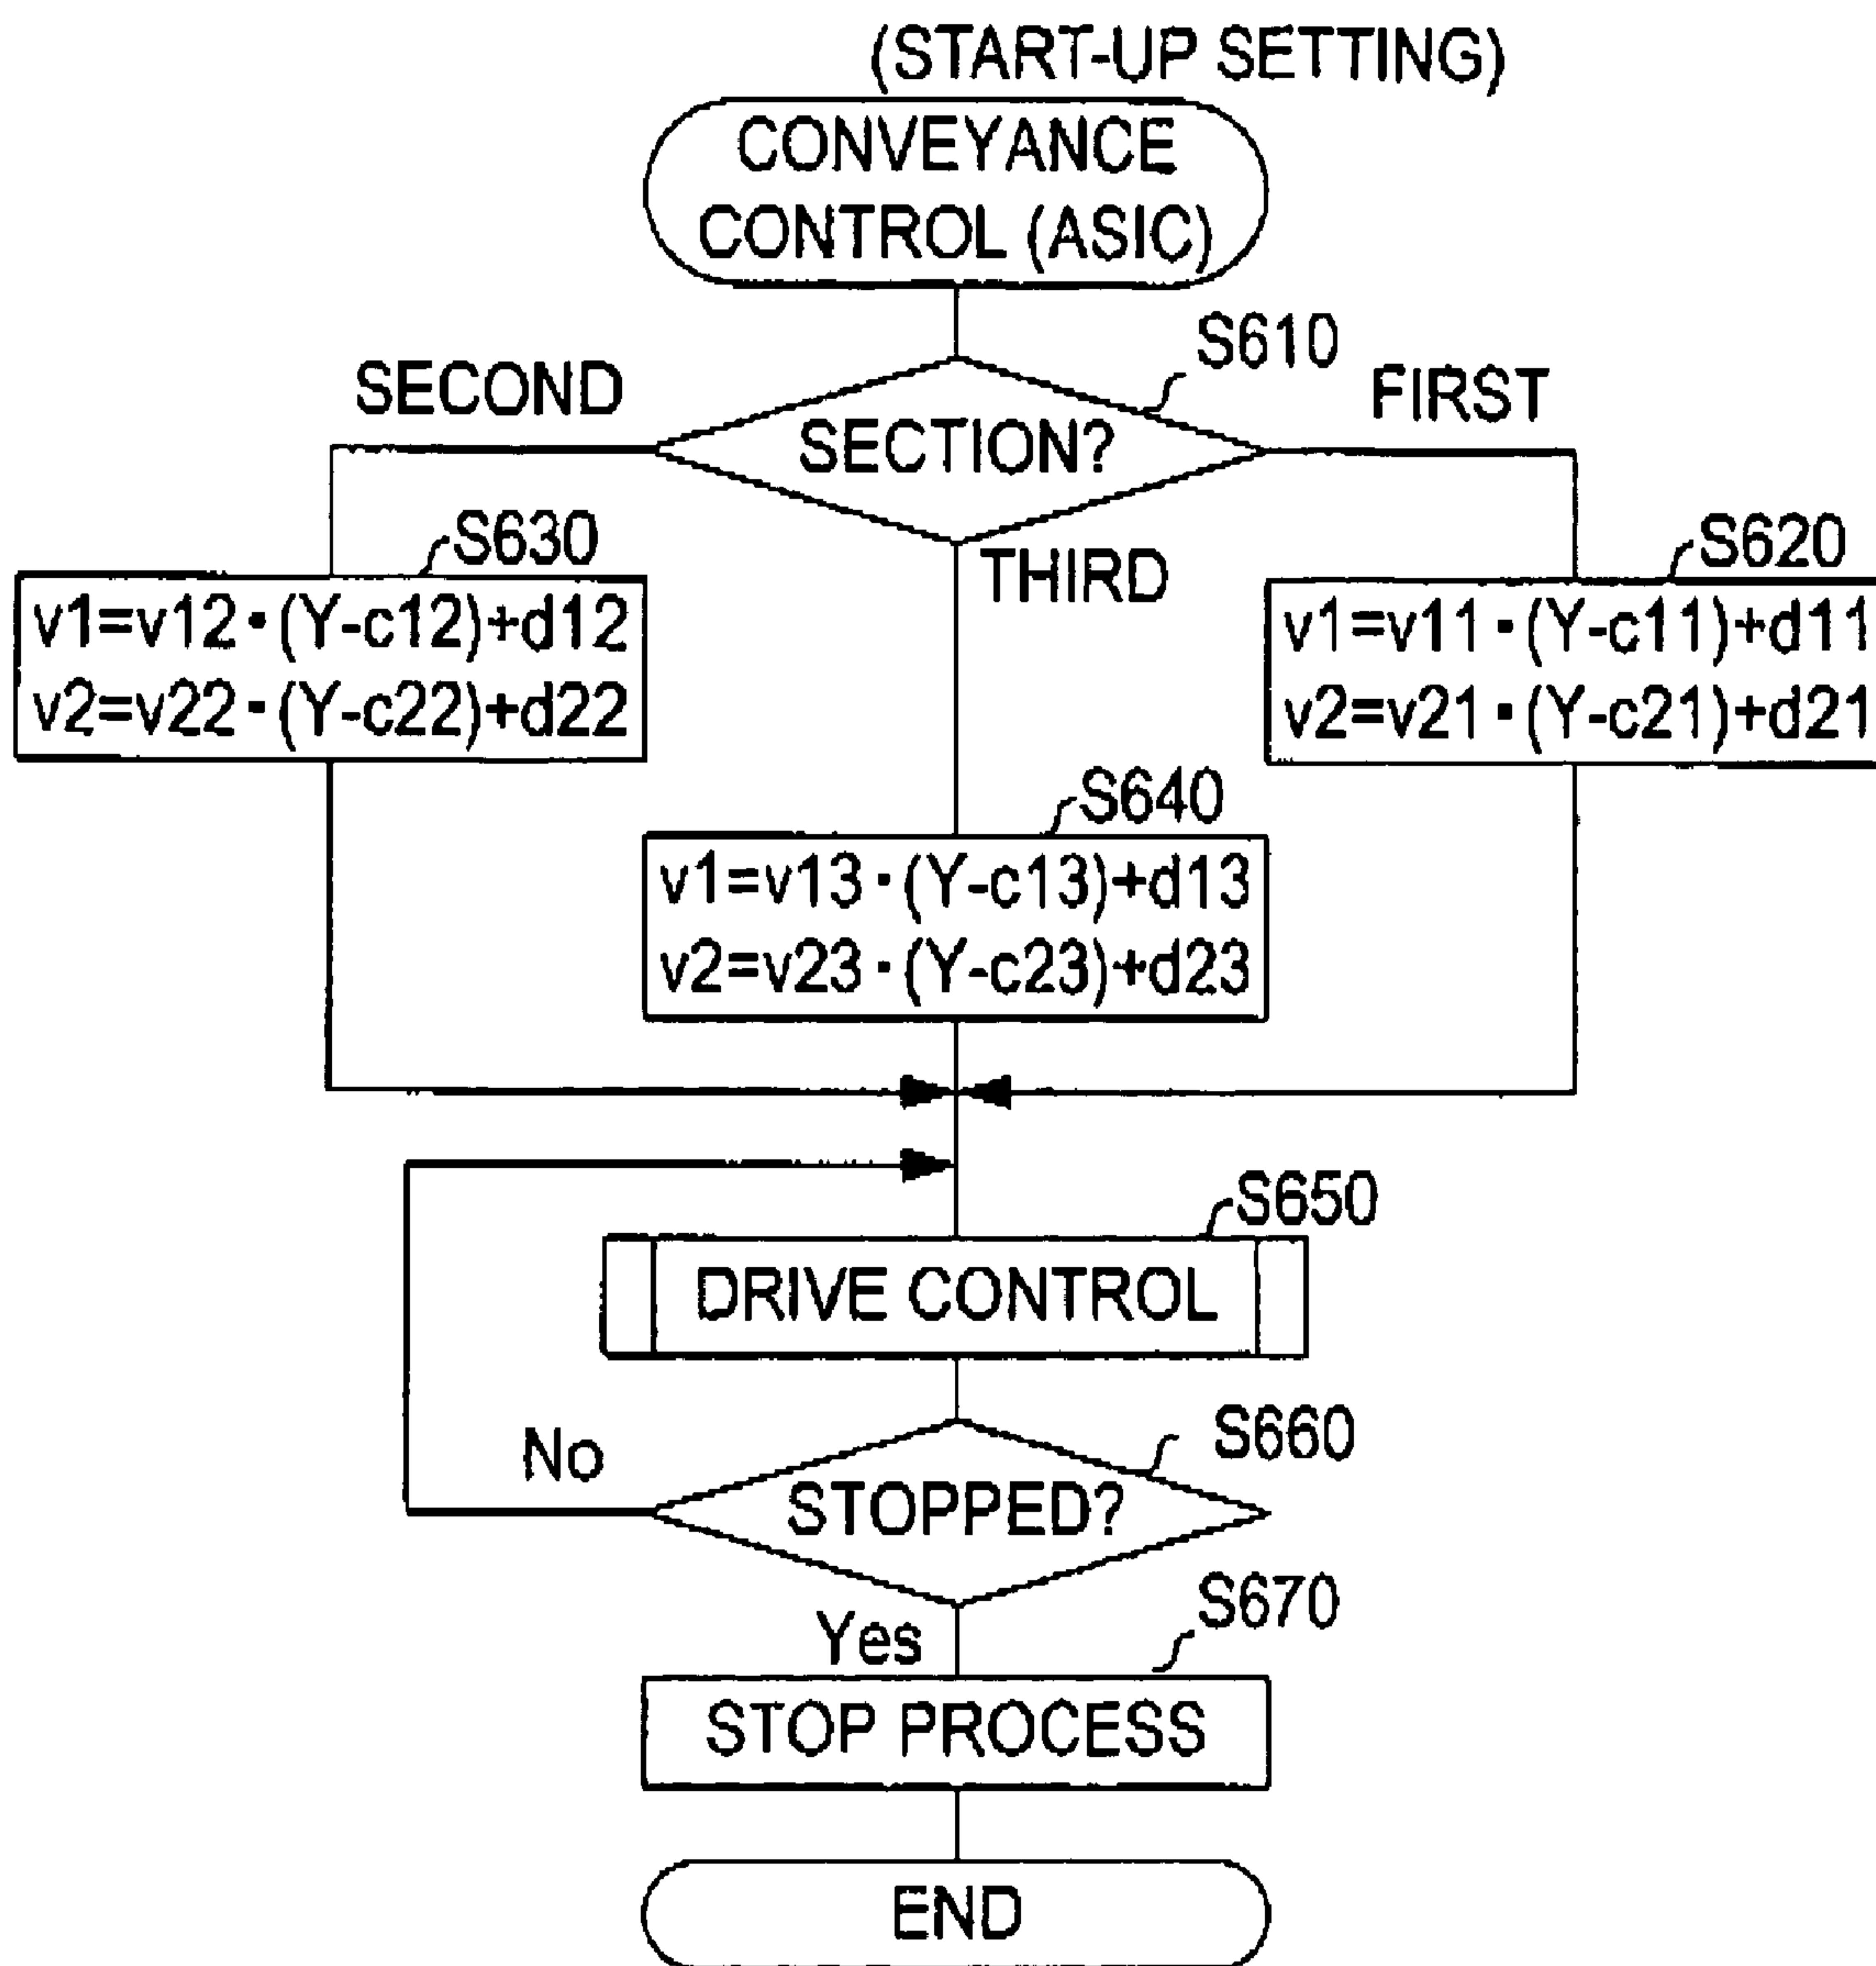 (START-UP SETTING)
CONVEYANCE
CONTROL (ASIC)
S610
SECOND
FIRST
SECTION?
S630
S620
THIRD
v1=v12·(Y-c12)+d12
v2=v22·(Y-c22)+d22
v1=v11·(Y-c11)+d11
v2=v21·(Y-c21)+d21
S640
v1=v13·(Y-c13)+d13
v2=v23·(Y-c23)+d23
S650
DRIVE CONTROL
S660
No
STOPPED?
S670
Yes
STOP PROCESS
END